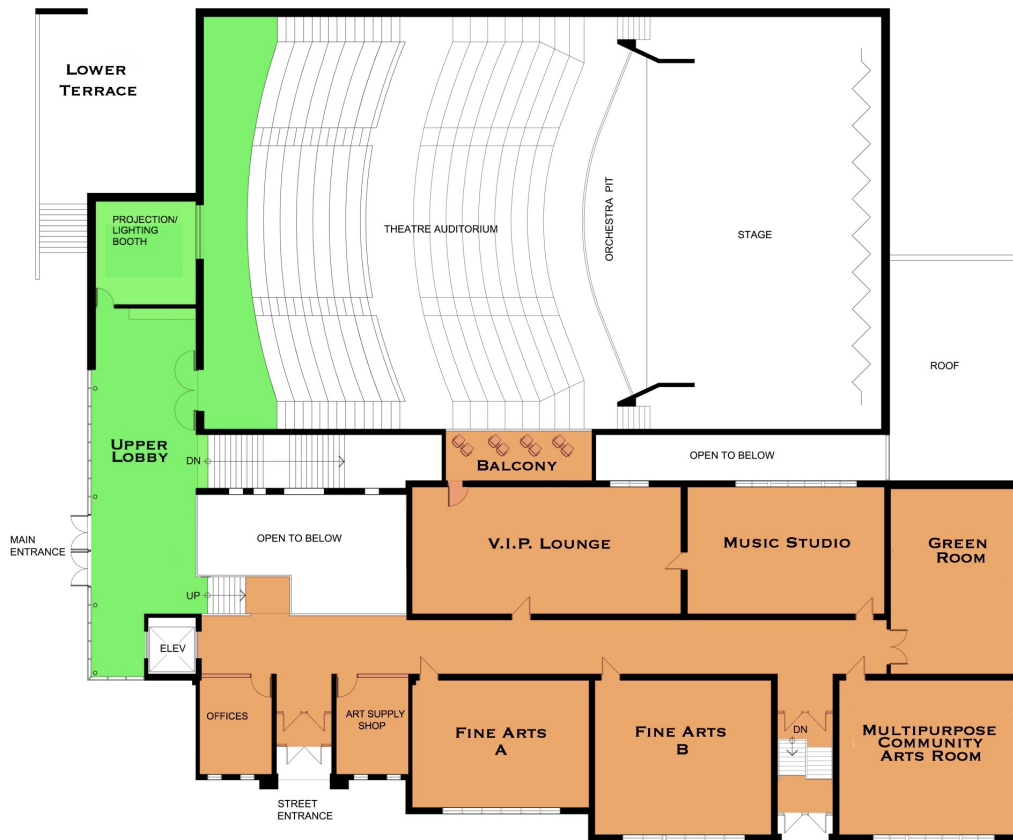 LOWER
TERRACE
PROJECTION/
LIGHTING
BOOTH
THEATRE AUDITORIUM
ORCHESTRA PIT
STAGE
ROOF
UPPER
LOBBY
DN
BALCONY
OPEN TO BELOW
MAIN
ENTRANCE
OPEN TO BELOW
V.I.P. LOUNGE
MUSIC STUDIO
GREEN
ROOM
UP
ELEV
OFFICES
ART SUPPLY
SHOP
FINE ARTS
A
FINE ARTS
B
DN
MULTIPURPOSE
COMMUNITY
ARTS ROOM
STREET
ENTRANCE